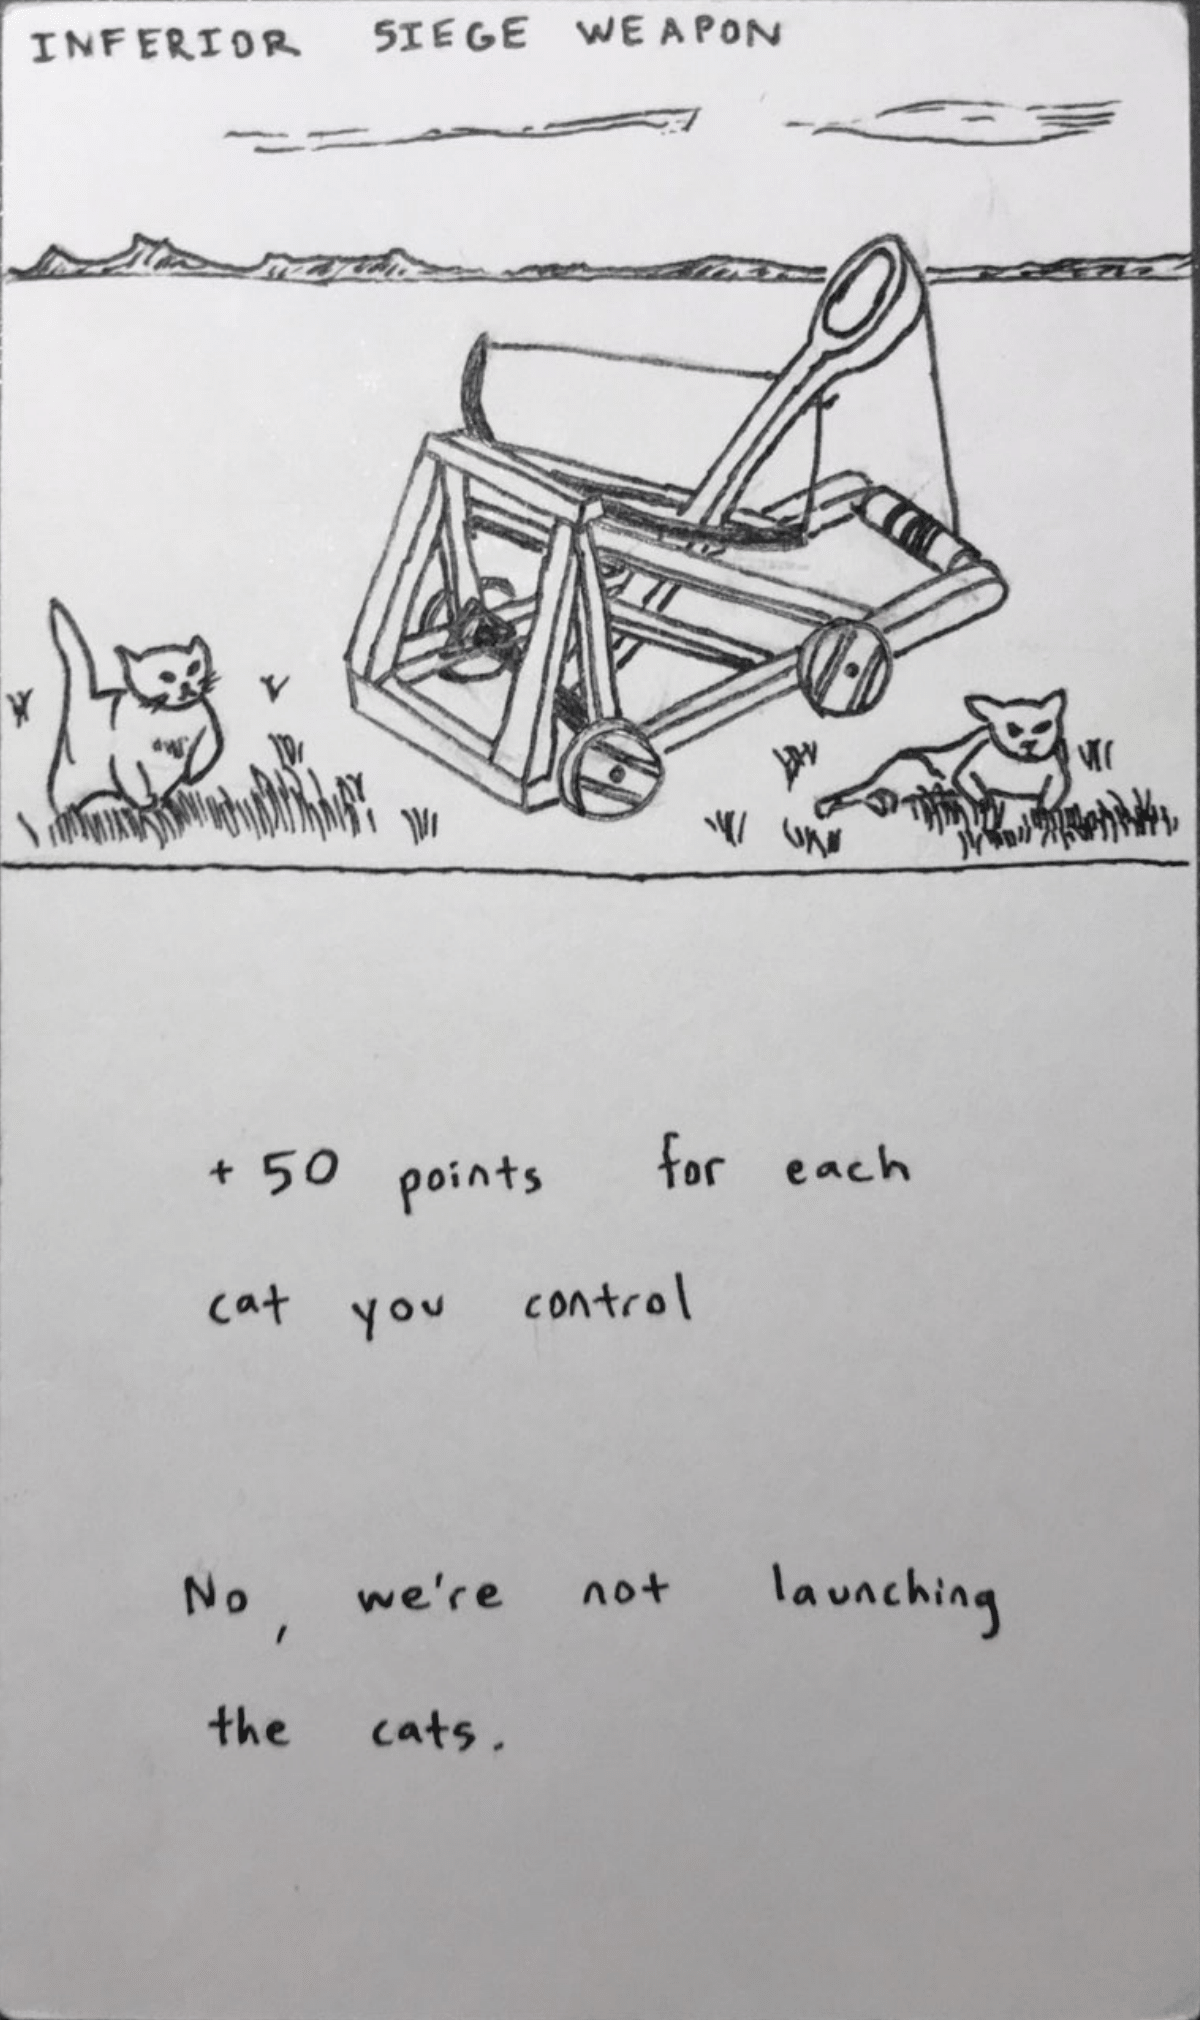 INFERIOR SIEGE WEAPON
+50 points for each
cat you control
No, we're not launching
the cats.